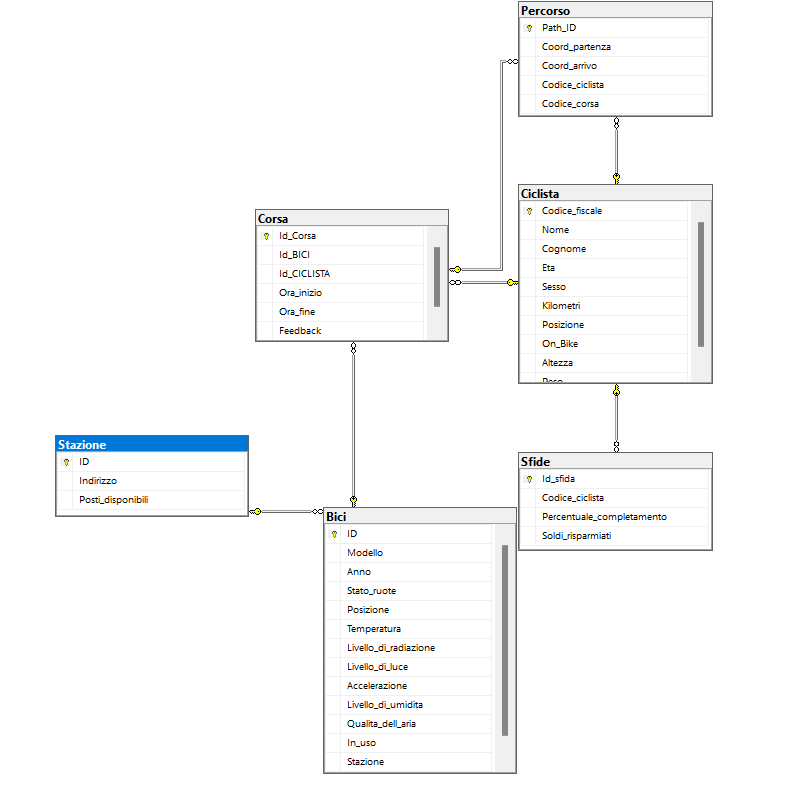 Percorso
Path_ID
Coord_partenza
Coord_arrivo
Codice_ciclista
Codice_corsa
Ciclista
Codice_fiscale
Nome
Cognome
Eta
Sesso
Kilometri
Posizione
On_Bike
Altezza
Peso
Corsa
Id_Corsa
Id_BICI
Id_CICLISTA
Ora_inizio
Ora_fine
Feedback
Stazione
ID
Indirizzo
Posti_disponibili
Sfide
Id_sfida
Codice_ciclista
Percentuale_completamento
Soldi_risparmiati
Bici
ID
Modello
Anno
Stato_ruote
Posizione
Temperatura
Livello_di_radiazione
Livello_di_luce
Accelerazione
Livello_di_umidita
Qualita_dell_aria
In_uso
Stazione